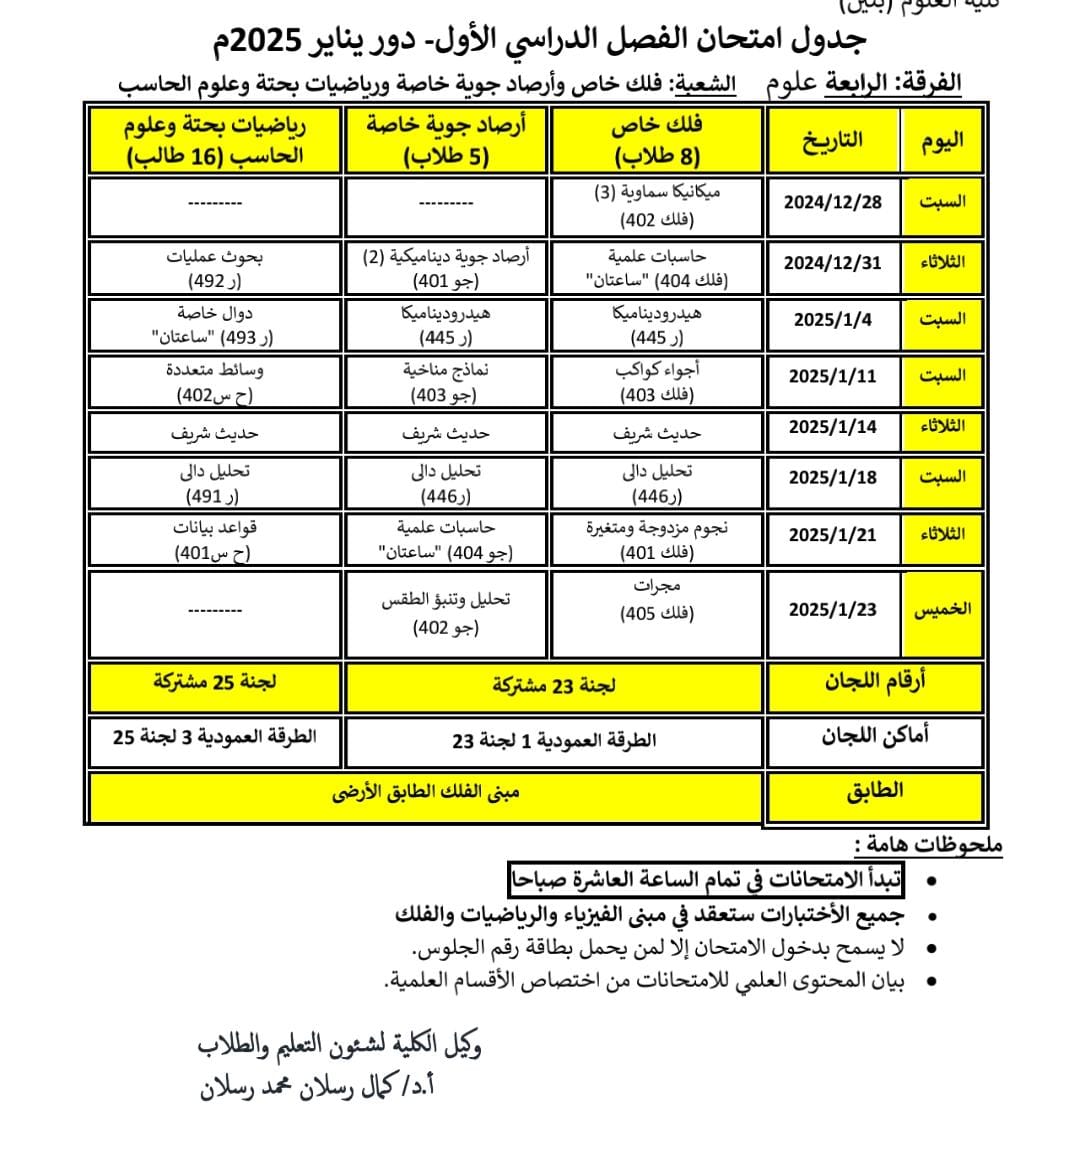 كلية العلوم (بنين)
جدول امتحان الفصل الدراسي الأول- دور يناير 2025م
الفرقة: الرابعة علوم الشعبة: فلك خاص وأرصاد جوية خاصة ورياضيات بحتة وعلوم الحاسب
اليوم التاريخ فلك خاص أرصاد جوية خاصة رياضيات بحتة وعلوم
(8 طلاب) (5 طلاب) الحاسب (16 طالب)
السبت 2024/12/28 ميكانيكا سماوية (3) --------- ---------
(فلك 402)
الثلاثاء 2024/12/31 حاسبات علمية أرصاد جوية ديناميكية (2) بحوث عمليات
(فلك 404) "ساعتان" (جو 401) (ر 492)
السبت 2025/1/4 هيدروديناميكا هيدروديناميكا دوال خاصة
(ر 445) (ر 445) (ر 493) "ساعتان"
السبت 2025/1/11 أجواء كواكب نماذج مناخية وسائط متعددة
(فلك 403) (جو 403) (ح س402)
الثلاثاء 2025/1/14 حديث شريف حديث شريف حديث شريف
السبت 2025/1/18 تحليل دالى تحليل دالى تحليل دالى
(ر446) (ر446) (ر 491)
الثلاثاء 2025/1/21 نجوم مزدوجة ومتغيرة حاسبات علمية قواعد بيانات
(فلك 401) (جو 404) "ساعتان" (ح س401)
الخميس 2025/1/23 مجرات تحليل وتنبؤ الطقس ---------
(فلك 405) (جو 402)
أرقام اللجان لجنة 23 مشتركة لجنة 25 مشتركة
أماكن اللجان الطرقة العمودية 1 لجنة 23 الطرقة العمودية 3 لجنة 25
الطابق مبنى الفلك الطابق الأرضى
ملحوظات هامة :
• تبدأ الامتحانات في تمام الساعة العاشرة صباحا
• جميع الأختبارات ستعقد في مبنى الفيزياء والرياضيات والفلك
• لا يسمح بدخول الامتحان إلا لمن يحمل بطاقة رقم الجلوس.
• بيان المحتوى العلمي للامتحانات من اختصاص الأقسام العلمية.
وكيل الكلية لشئون التعليم والطلاب
أ.د/ كمال رسلان محمد رسلان